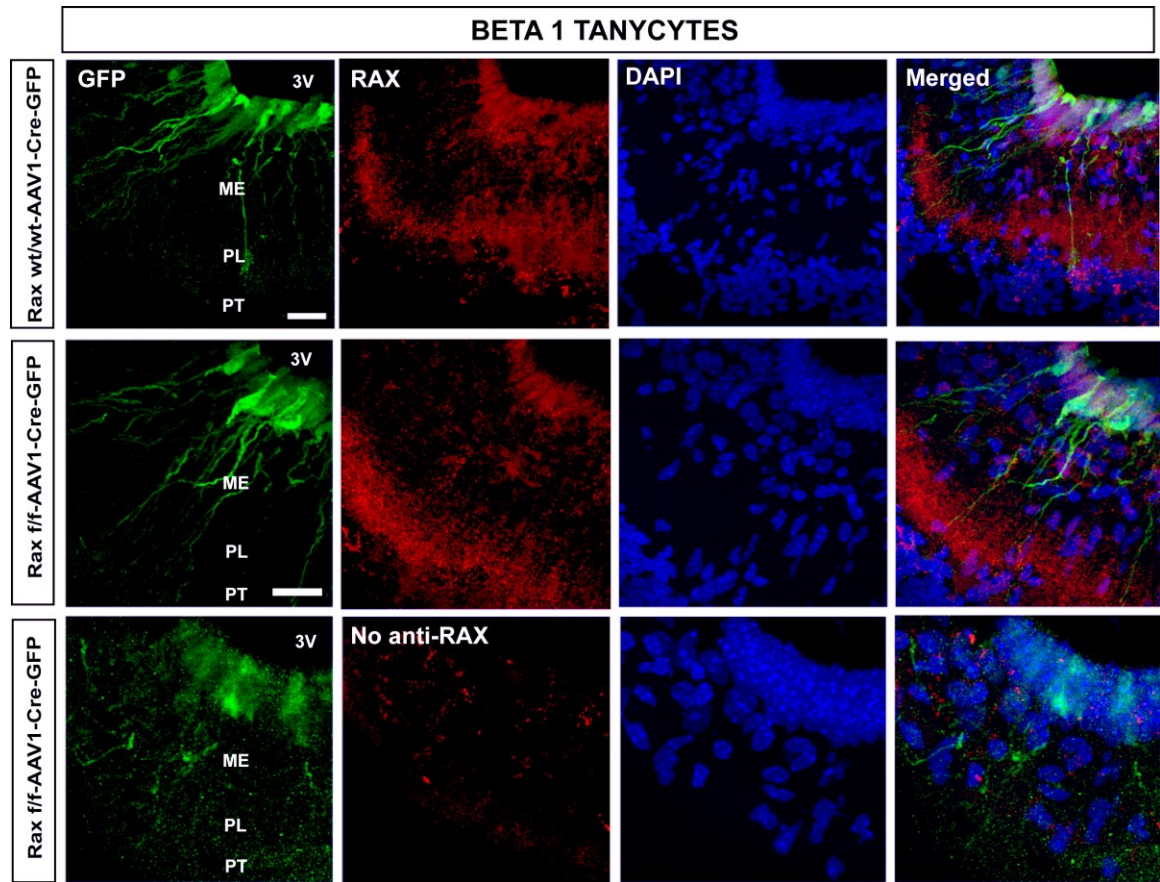 BETA 1 TANYCYTES
Rax wt/wt-AAV1-Cre-GFP
GFP
3V
ME
PL
PT
RAX
DAPI
Merged
Rax f/f-AAV1-Cre-GFP
3V
ME
PL
PT
Rax f/f-AAV1-Cre-GFP
3V
ME
PL
PT
No anti-RAX